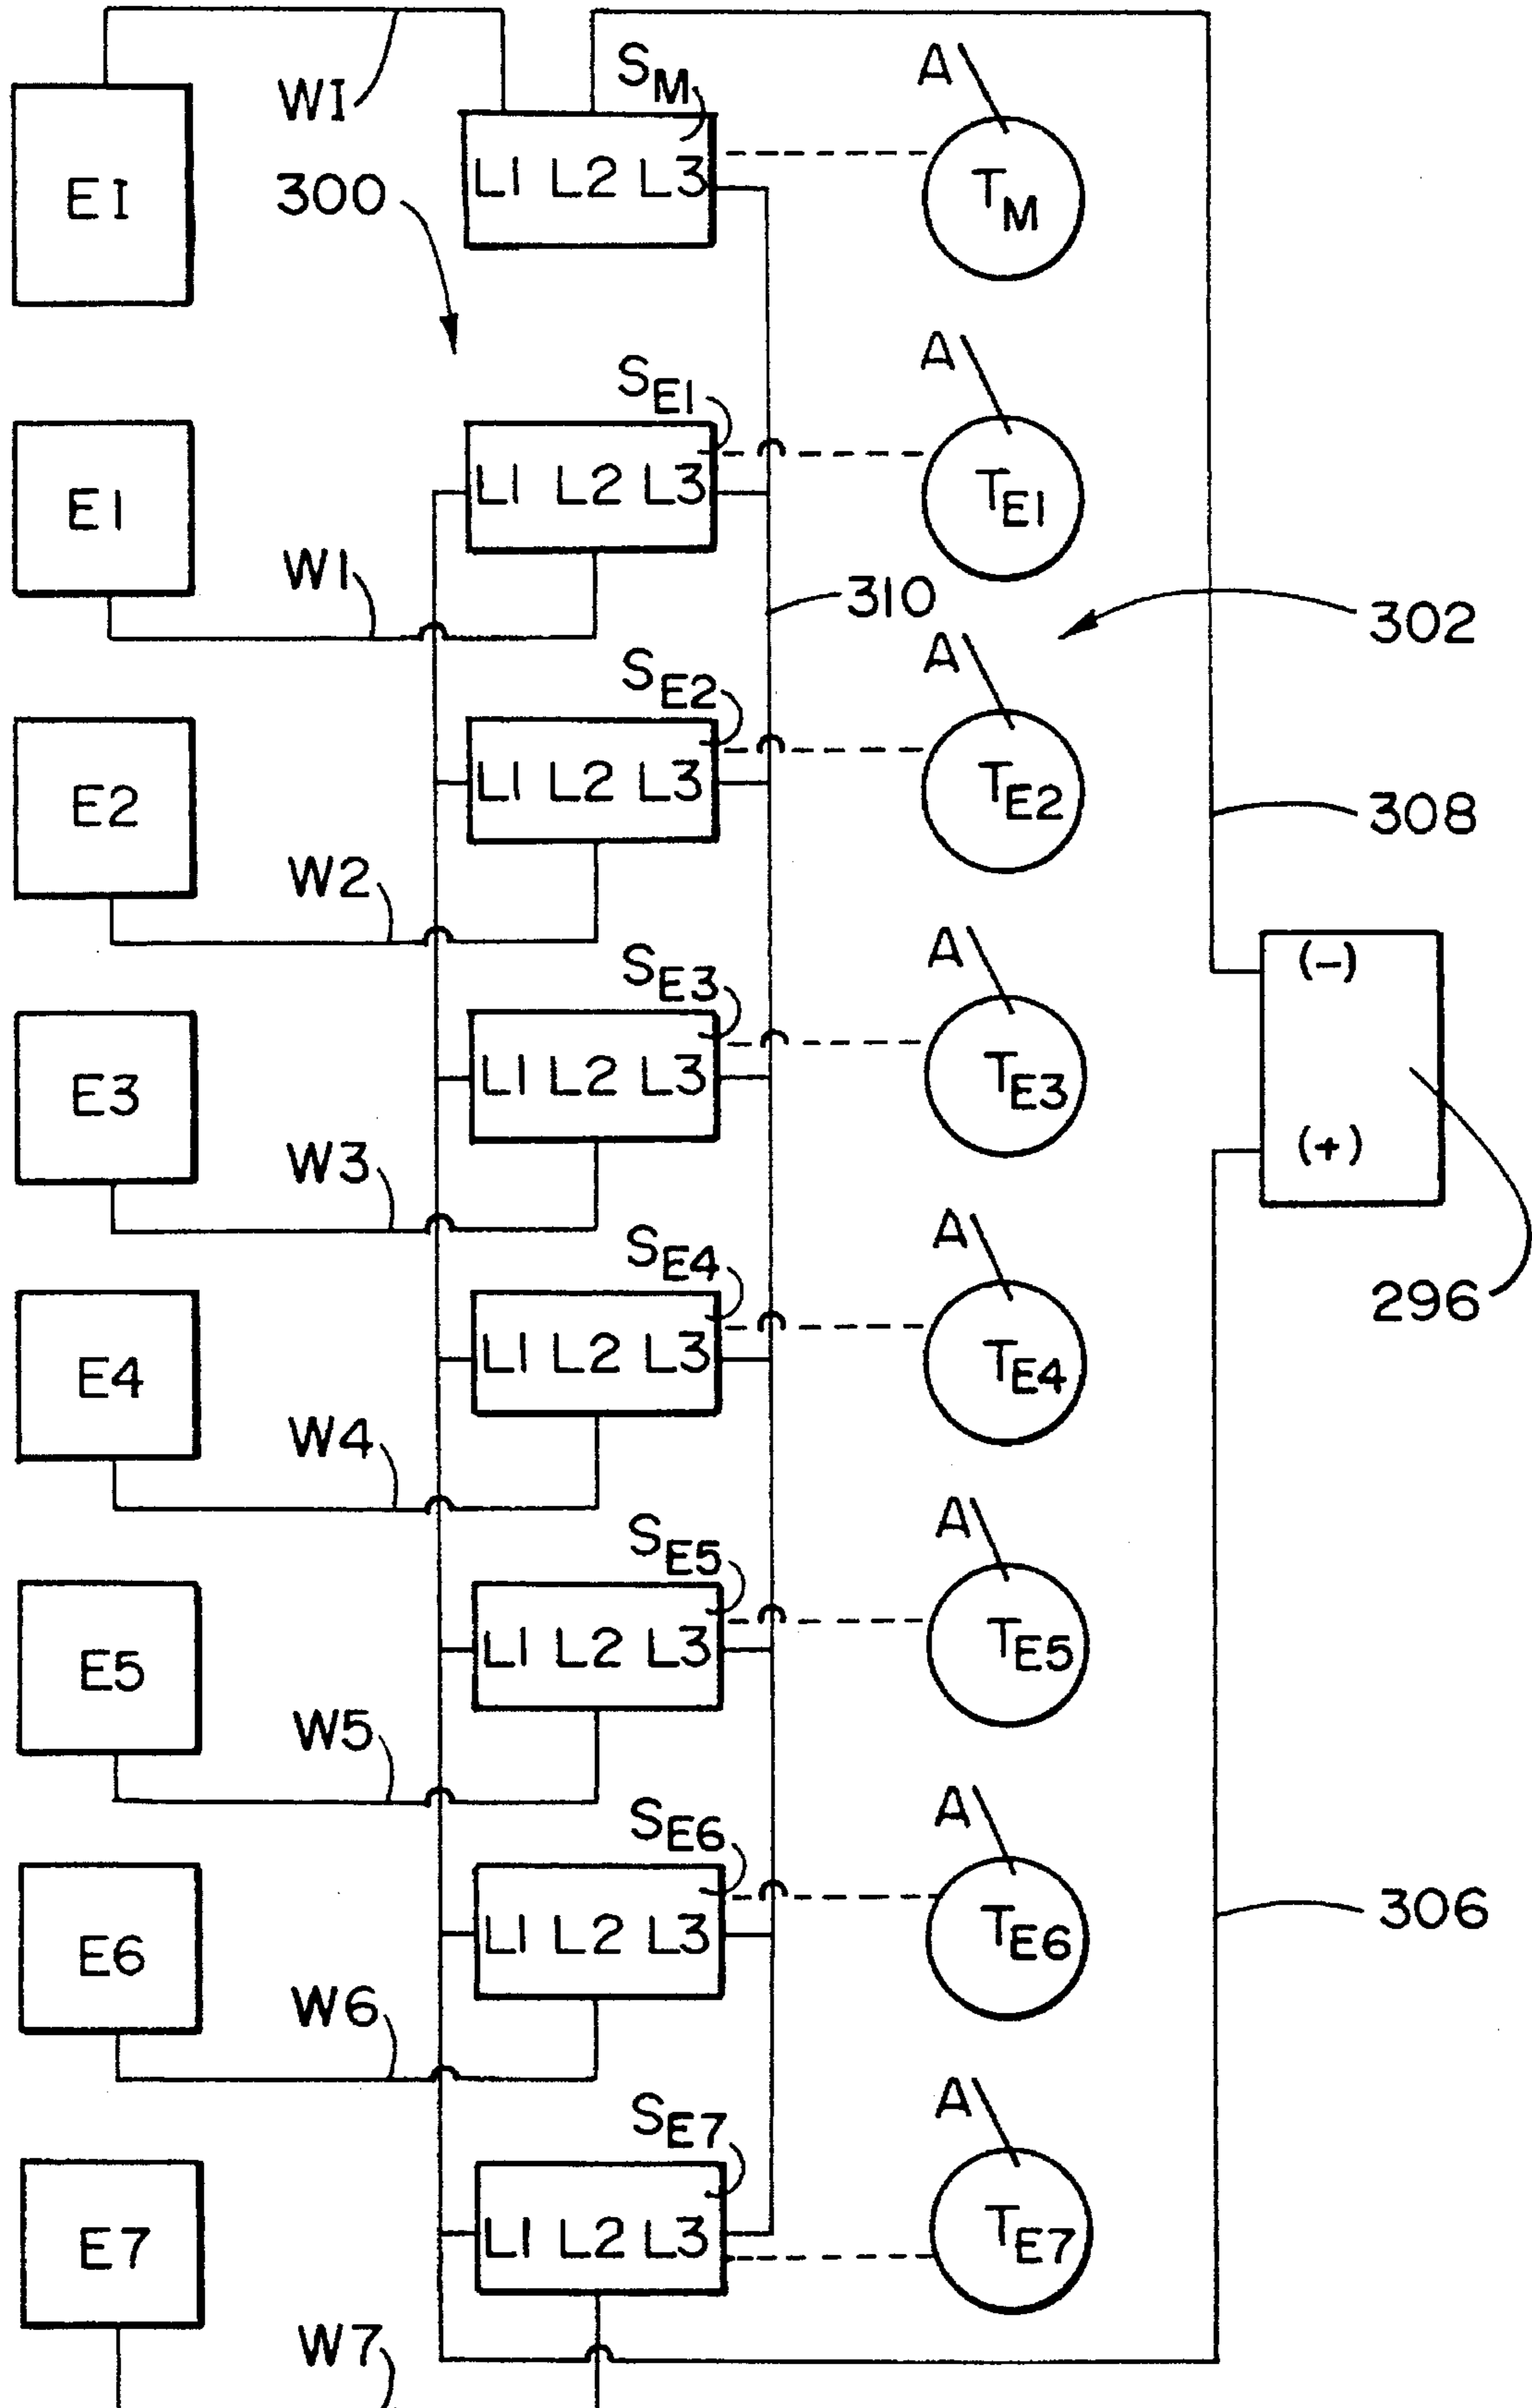 WI
S_M
A
EI
300
L1 L2 L3
T_M
S_E1
A
E1
L1 L2 L3
T_E1
W1
310
302
S_E2
A
E2
L1 L2 L3
T_E2
308
W2
S_E3
A
(-)
E3
L1 L2 L3
T_E3
(+)
W3
S_E4
A
296
E4
L1 L2 L3
T_E4
W4
S_E5
A
E5
L1 L2 L3
T_E5
W5
S_E6
A
E6
L1 L2 L3
T_E6
306
W6
S_E7
A
E7
L1 L2 L3
T_E7
W7